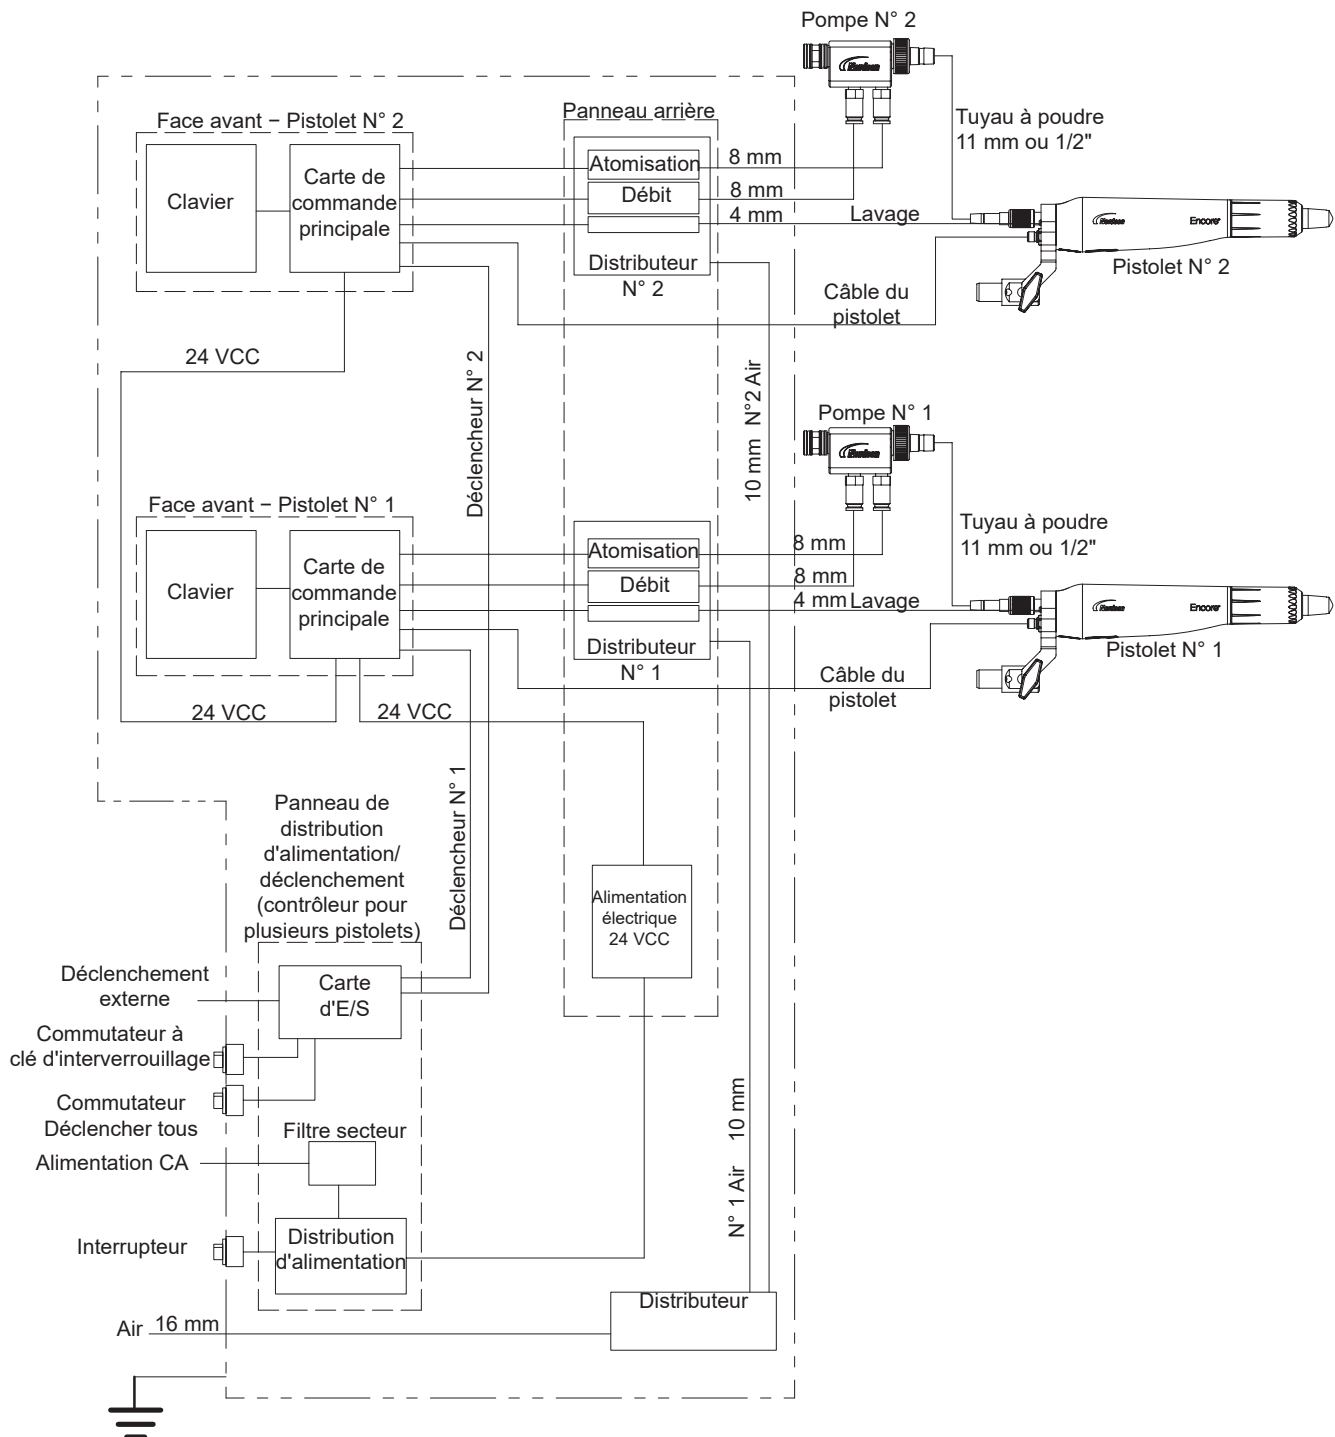 Pompe N° 2
Nordson
Tuyau à poudre
11 mm ou 1/2"
Panneau arrière
Face avant − Pistolet N° 2
Clavier
Carte de
commande
principale
Atomisation
8 mm
Débit
8 mm
4 mm
Lavage
Distributeur
N° 2
Nordson
Encore
Pistolet N° 2
Câble du
pistolet
24 VCC
Déclencheur N° 2
10 mm N°2 Air
Pompe N° 1
Nordson
Tuyau à poudre
11 mm ou 1/2"
Face avant − Pistolet N° 1
Clavier
Carte de
commande
principale
Atomisation
8 mm
Débit
8 mm
4 mm Lavage
Distributeur
N° 1
Nordson
Encore
Pistolet N° 1
Câble du
pistolet
24 VCC
24 VCC
Déclencheur N° 1
Panneau de
distribution
d'alimentation/
déclenchement
(contrôleur pour
plusieurs pistolets)
Alimentation
électrique
24 VCC
Déclenchement
externe
Carte
d'E/S
Commutateur à
clé d'interverrouillage
Commutateur
Déclencher tous
Filtre secteur
Alimentation CA
N° 1 Air 10 mm
Interrupteur
Distribution
d'alimentation
Distributeur
Air 16 mm